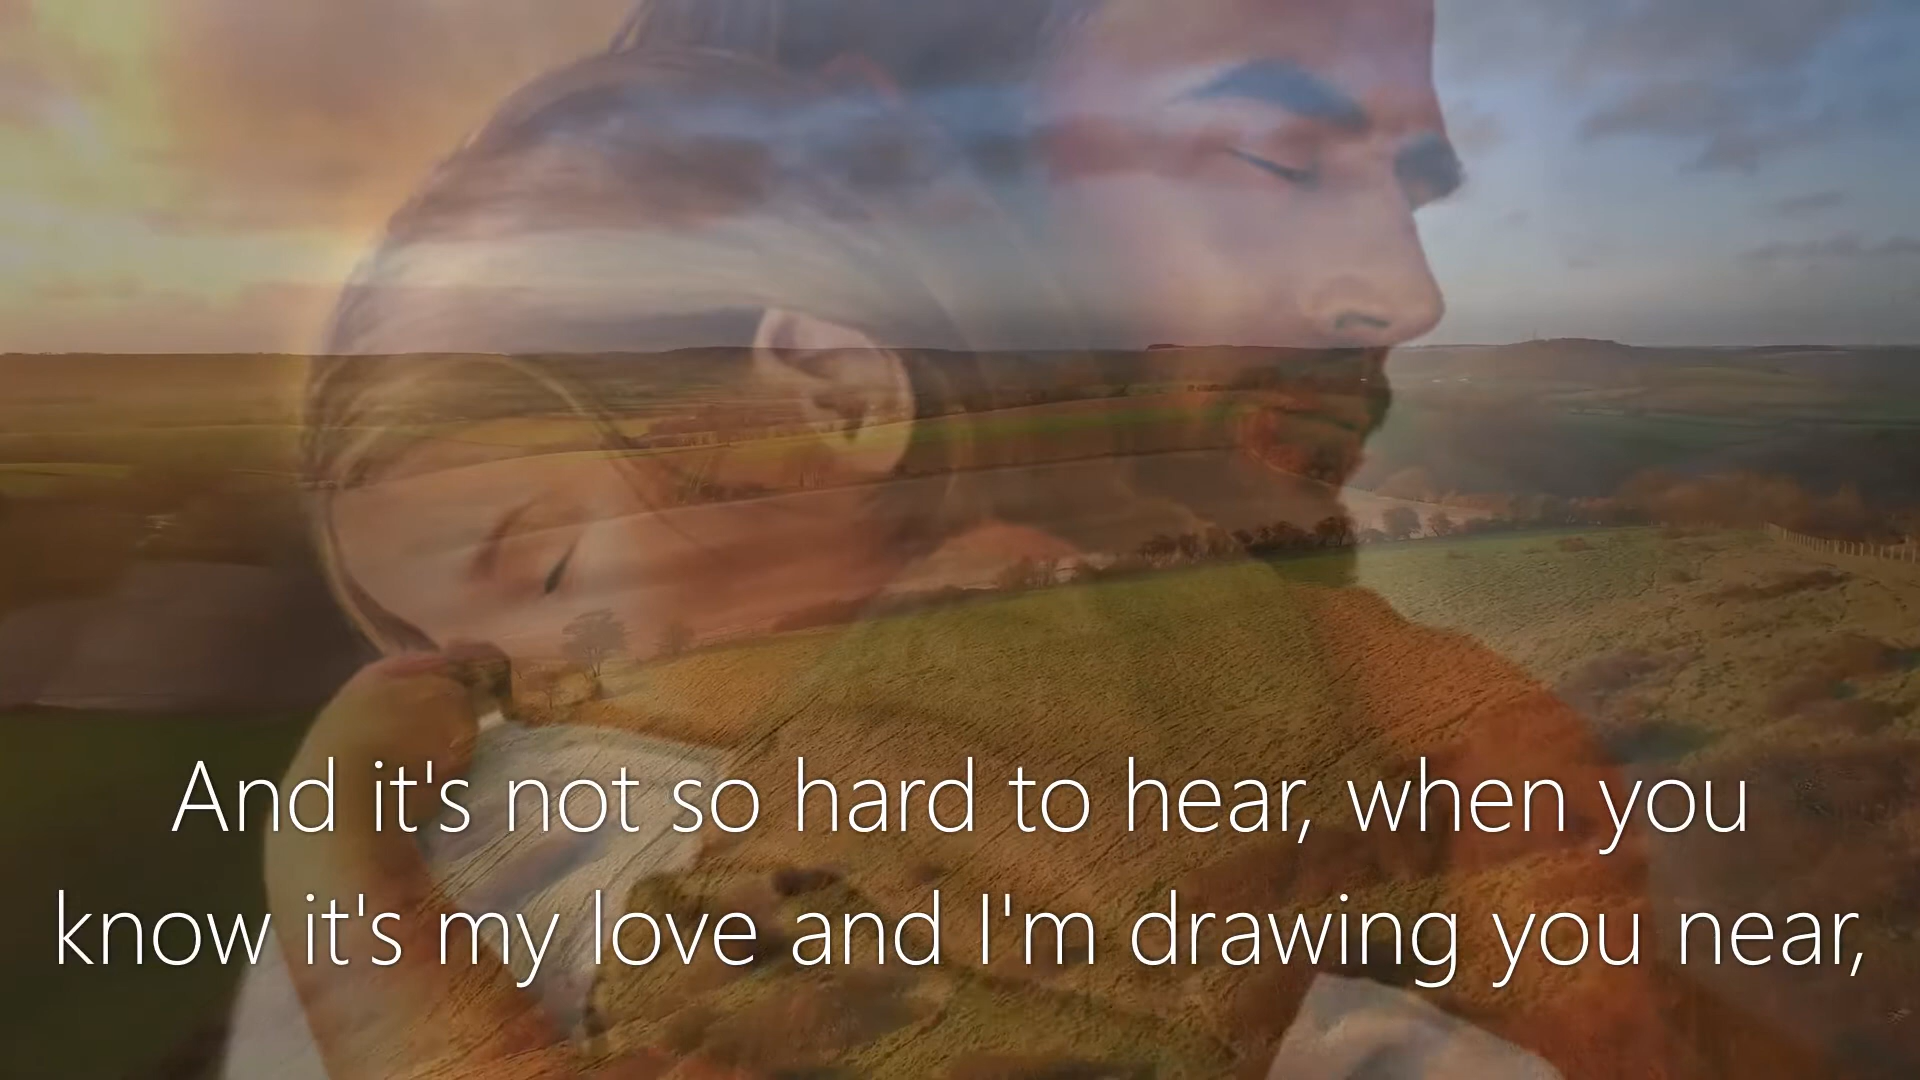 And it's not so hard to hear, when you
know it's my love and I'm drawing you near,